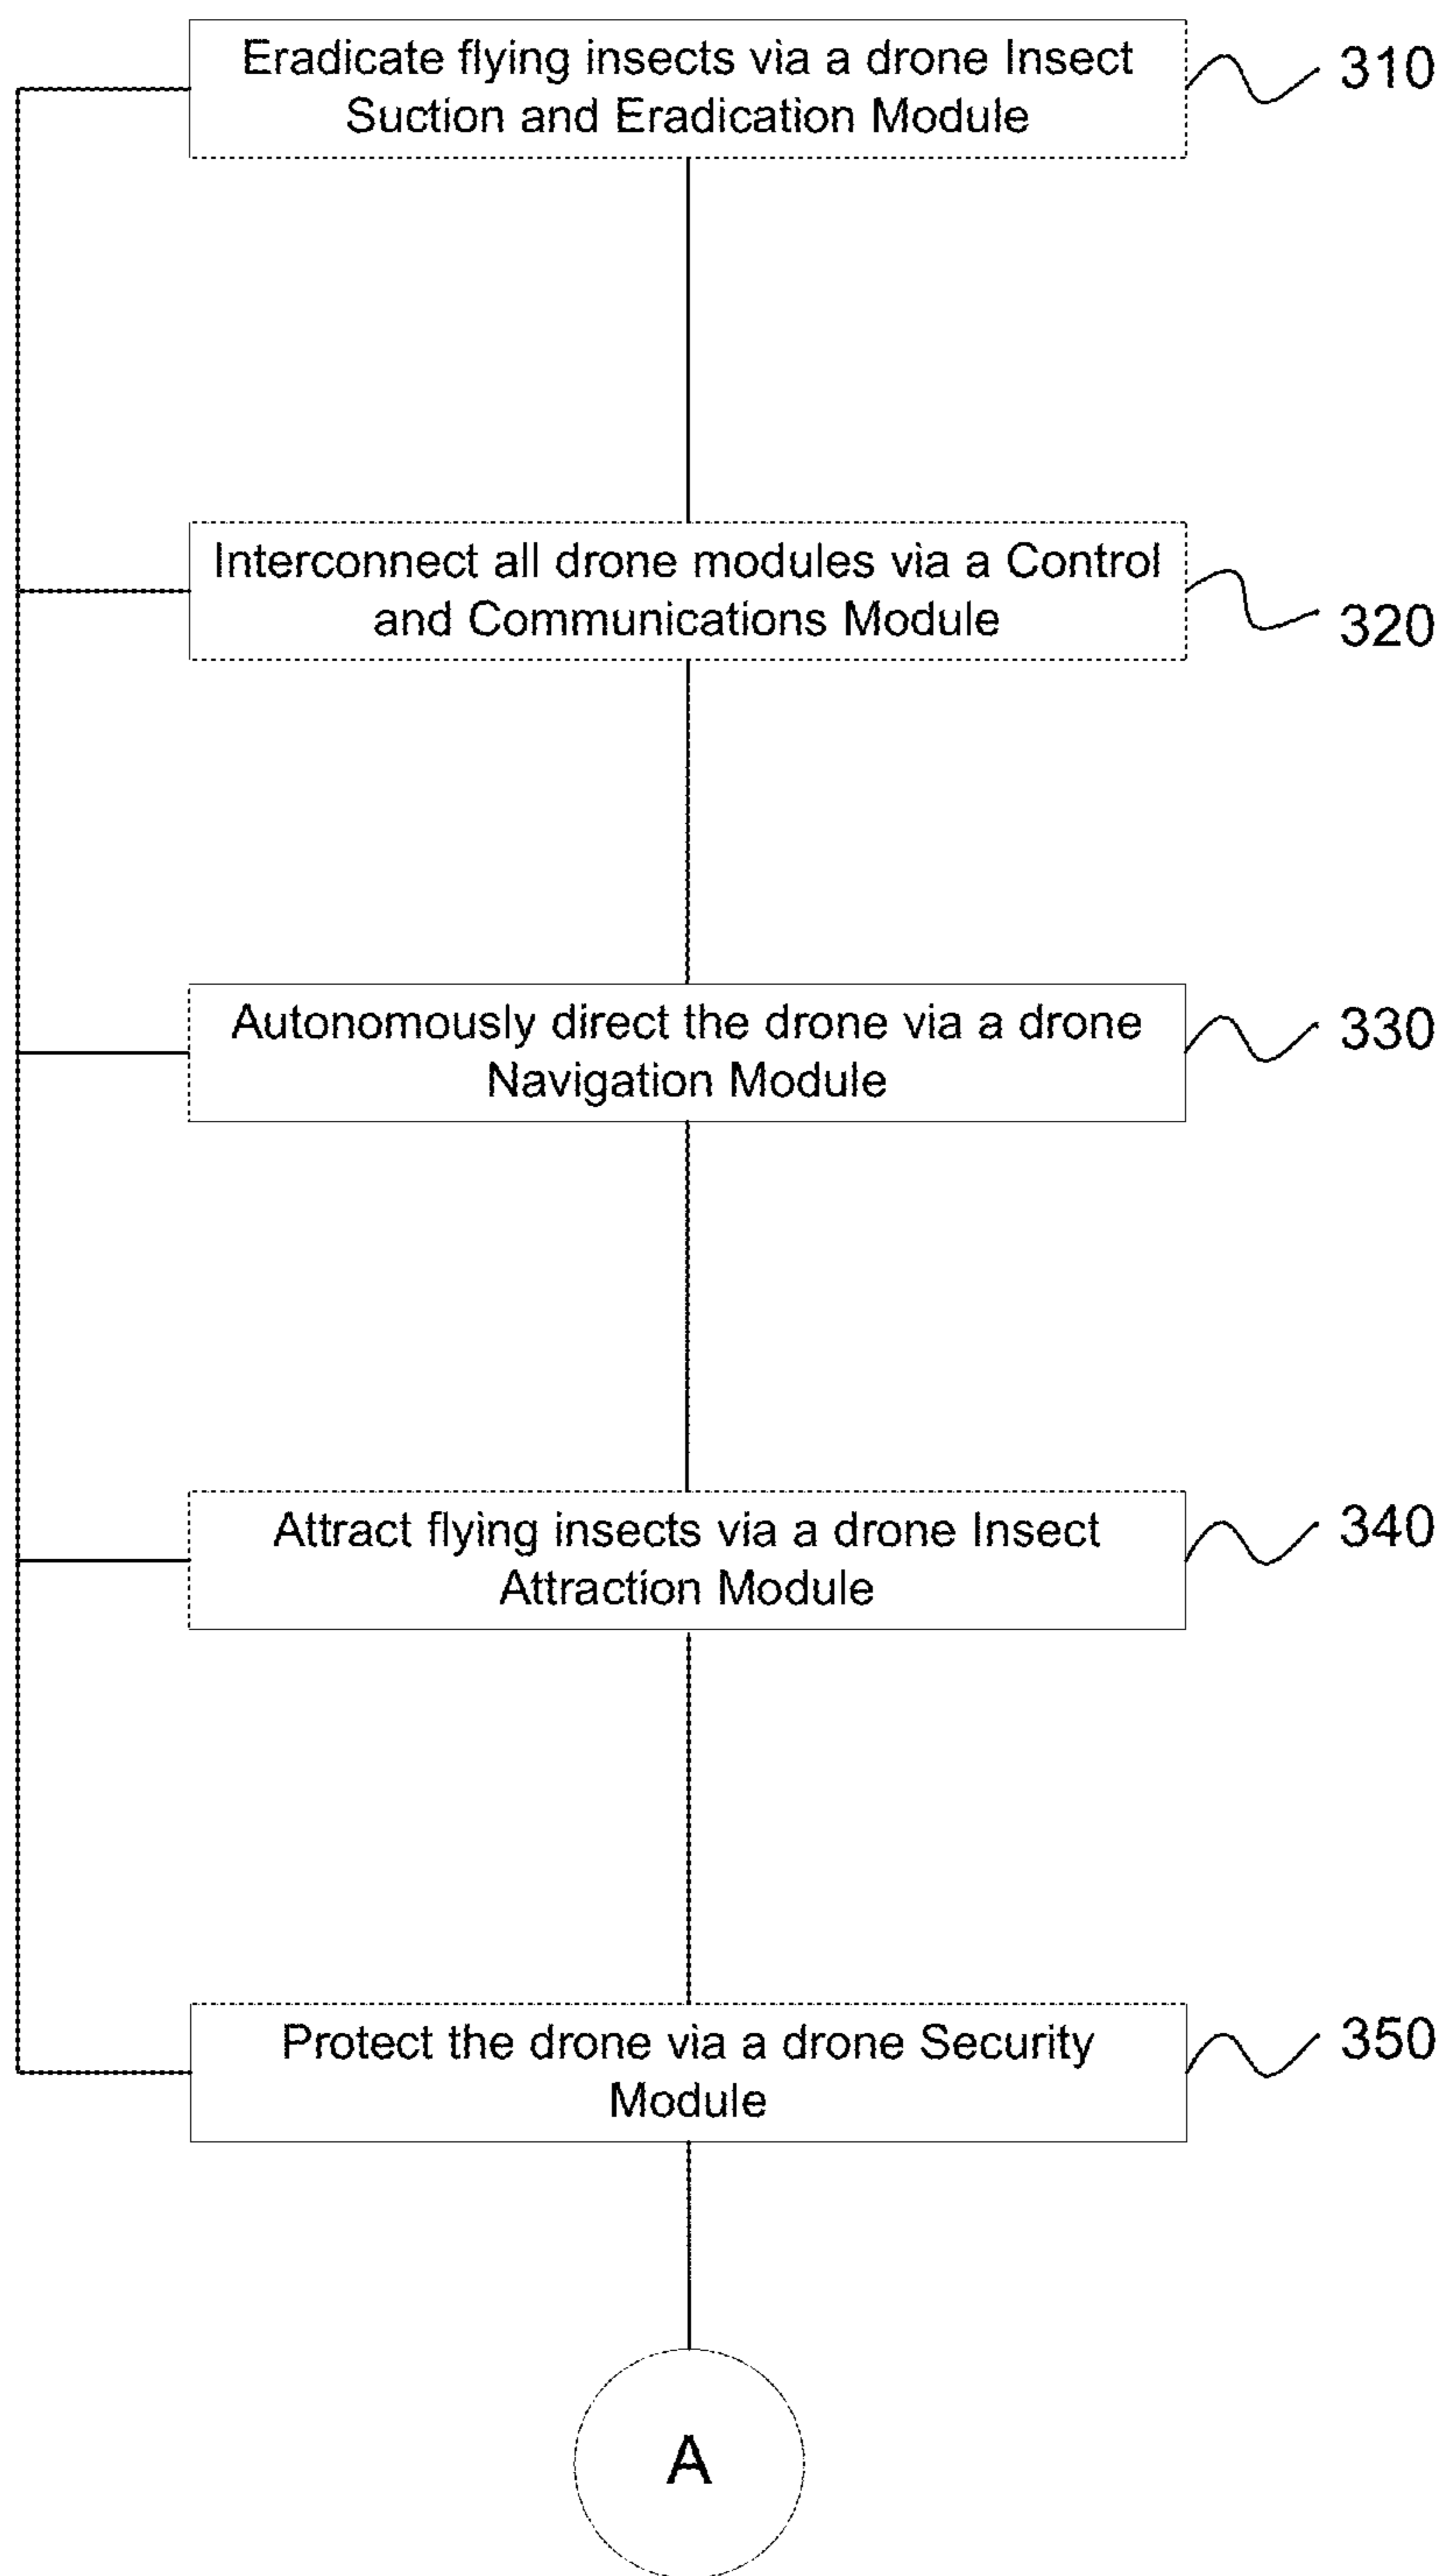 Eradicate flying insects via a drone Insect
Suction and Eradication Module
310
Interconnect all drone modules via a Control
and Communications Module
320
Autonomously direct the drone via a drone
Navigation Module
330
Attract flying insects via a drone Insect
Attraction Module
340
Protect the drone via a drone Security
Module
350
A